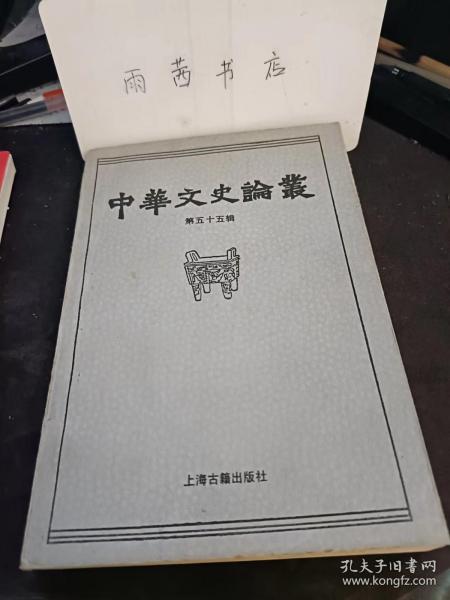 雨茜书店
中華文史論叢
第五十五辑
上海古籍出版社
孔夫子旧书网
www.kongfz.com